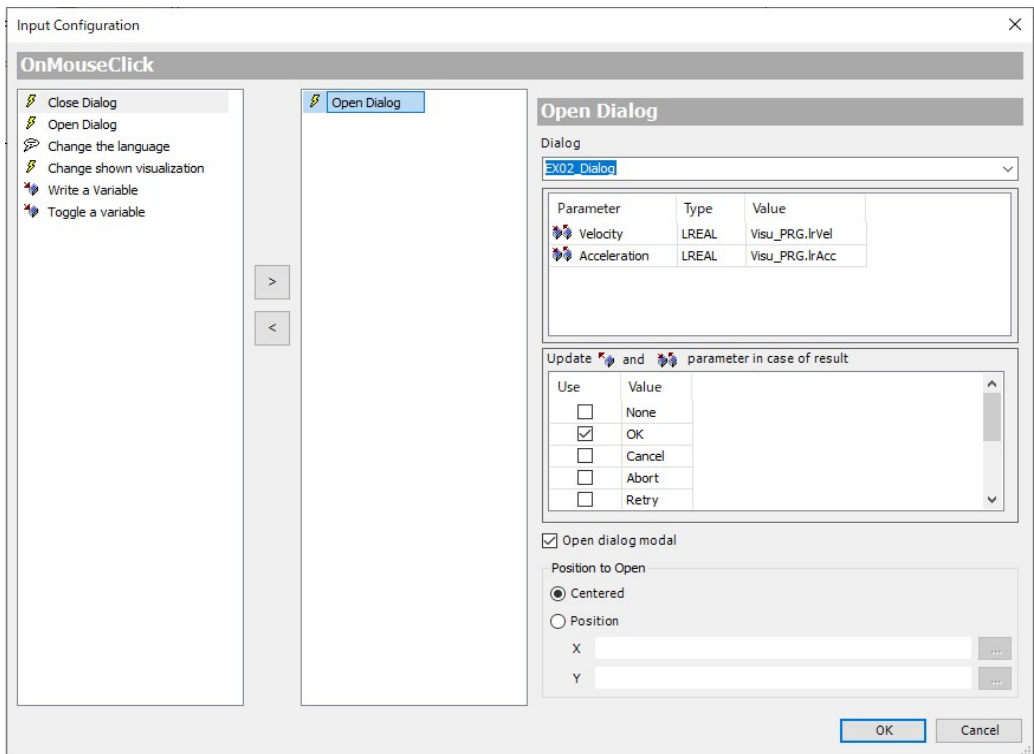 Input Configuration
OnMouseClick
Close Dialog
Open Dialog
Change the language
Change shown visualization
Write a Variable
Toggle a variable
>
<
Open Dialog
Open Dialog
Dialog
EX02_Dialog
Parameter Type Value
Velocity LREAL Visu_PRG.lrVel
Acceleration LREAL Visu_PRG.lrAcc
Update and parameter in case of result
Use Value
None
OK
Cancel
Abort
Retry
Open dialog modal
Position to Open
Centered
Position
X ...
Y ...
OK Cancel